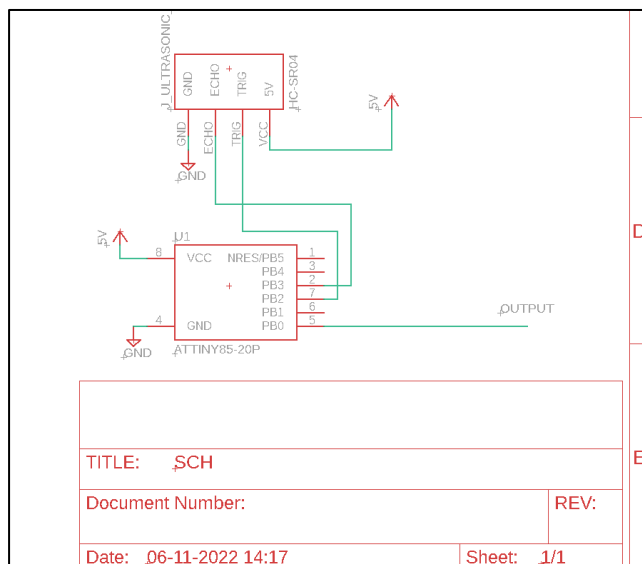 J_ULTRASONIC_
HC-SR04
GND
ECHO
TRIG
5V
GND
ECHO
TRIG
VCC
5V
GND
D
5V
U1
8
VCC
NRES/PB5
1
PB4
3
PB3
2
PB2
7
PB1
6
4
GND
PB0
5
OUTPUT
GND
ATTINY85-20P
TITLE: SCH
Document Number:
REV:
Date: 06-11-2022 14:17
Sheet: 1/1